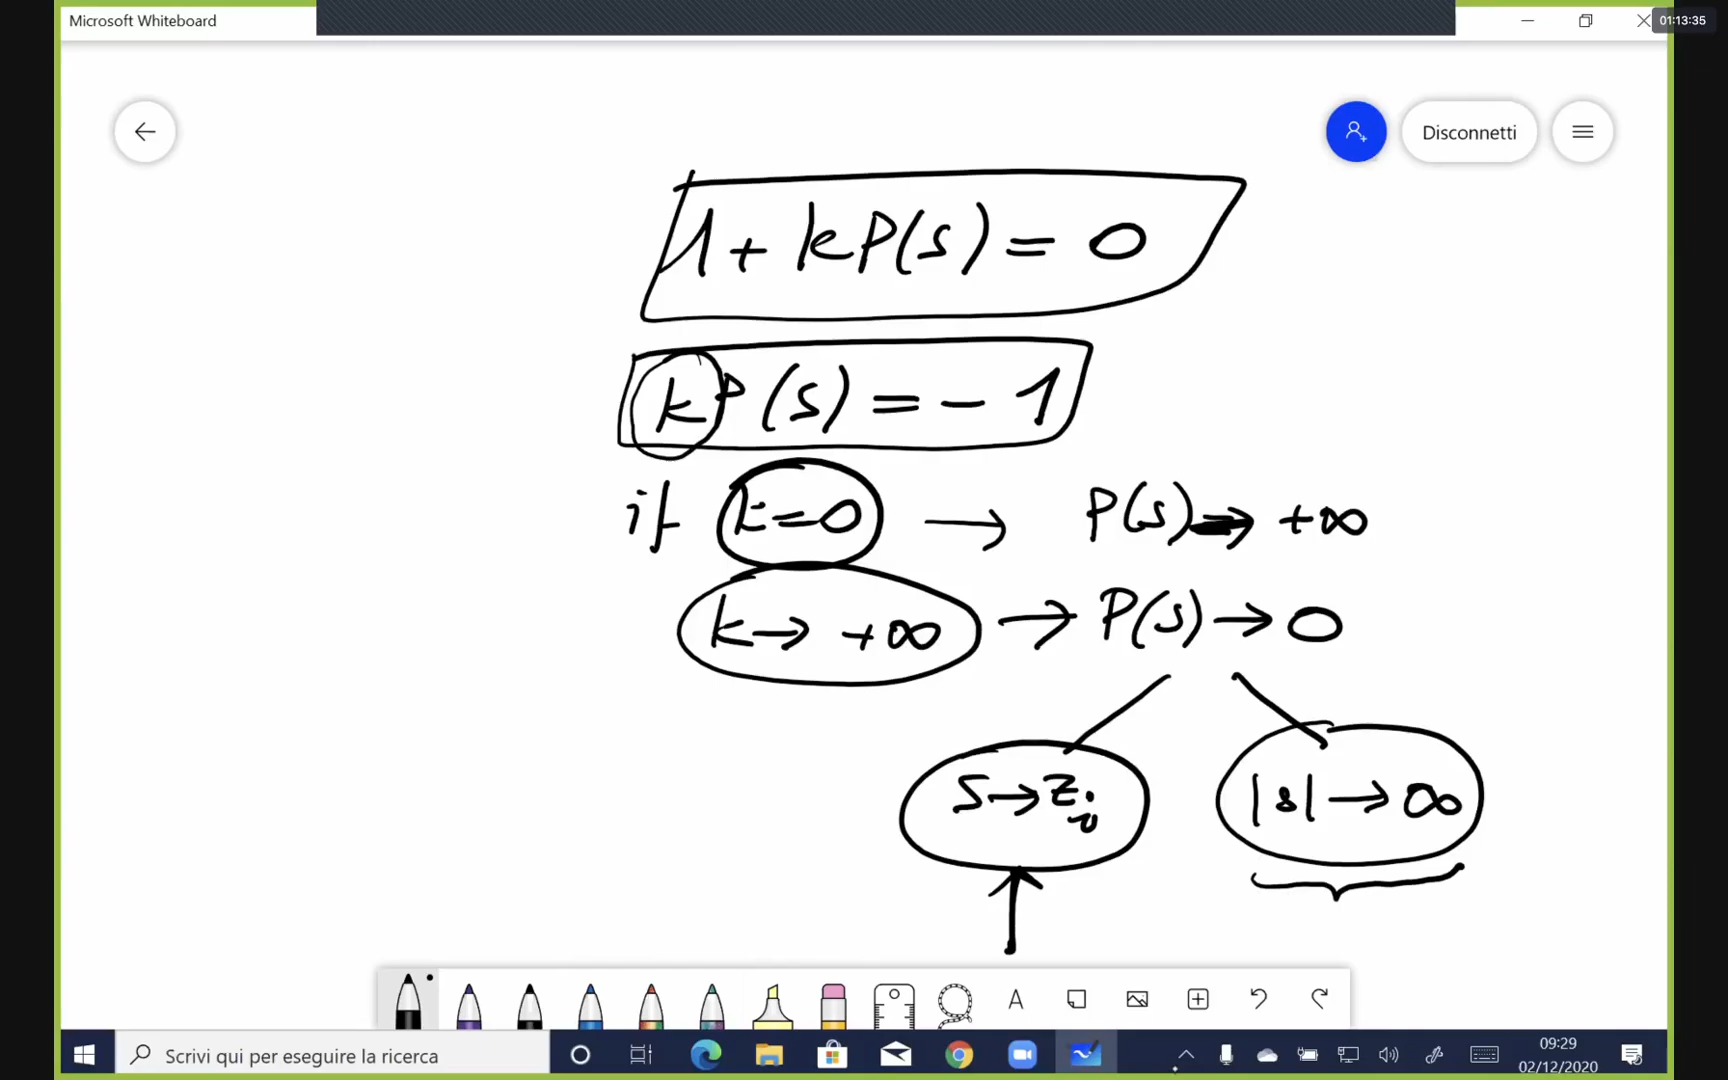 Microsoft Whiteboard
01:13:35
Disconnetti
1 + kP(s) = 0
kP(s) = - 1
if k=0 → P(s) → +∞
k → +∞ → P(s) → 0
s → zi |s| → ∞
A
Scrivi qui per eseguire la ricerca
09:29
02/12/2020